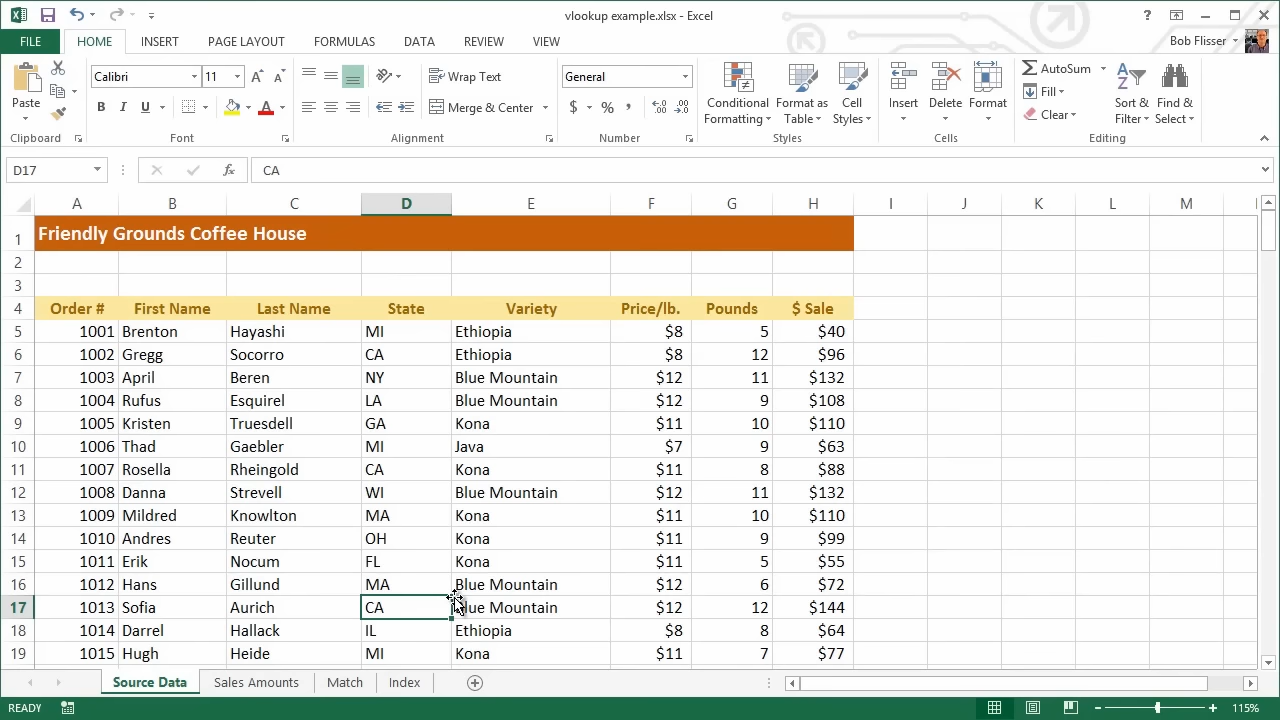 vlookup example.xlsx - Excel
?
FILE HOME INSERT PAGE LAYOUT FORMULAS DATA REVIEW VIEW Bob Flisser
Paste Calibri 11 A A Wrap Text General Conditional Formatting Format as Table Cell Styles Insert Delete Format AutoSum Sort & Filter Find & Select
B I U A Merge & Center $ % , .00 Fill
Clear
Clipboard Font Alignment Number Styles Cells Editing
D17 fx CA
A B C D E F G H I J K L M
1 Friendly Grounds Coffee House
2
3
4 Order # First Name Last Name State Variety Price/lb. Pounds $ Sale
5 1001 Brenton Hayashi MI Ethiopia $8 5 $40
6 1002 Gregg Socorro CA Ethiopia $8 12 $96
7 1003 April Beren NY Blue Mountain $12 11 $132
8 1004 Rufus Esquirel LA Blue Mountain $12 9 $108
9 1005 Kristen Truesdell GA Kona $11 10 $110
10 1006 Thad Gaebler MI Java $7 9 $63
11 1007 Rosella Rheingold CA Kona $11 8 $88
12 1008 Danna Strevell WI Blue Mountain $12 11 $132
13 1009 Mildred Knowlton MA Kona $11 10 $110
14 1010 Andres Reuter OH Kona $11 9 $99
15 1011 Erik Nocum FL Kona $11 5 $55
16 1012 Hans Gillund MA Blue Mountain $12 6 $72
17 1013 Sofia Aurich CA Blue Mountain $12 12 $144
18 1014 Darrel Hallack IL Ethiopia $8 8 $64
19 1015 Hugh Heide MI Kona $11 7 $77
Source Data Sales Amounts Match Index
READY 115%